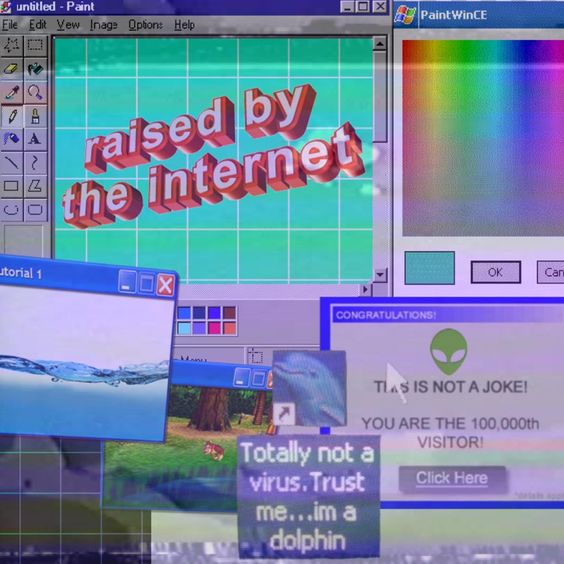 untitled - Paint
File Edit View Image Options Help
PaintWinCE
raised by
the internet
OK
utorial 1
CONGRATULATIONS!
THIS IS NOT A JOKE!
YOU ARE THE 100,000th
VISITOR!
Click Here
Totally not a
virus.Trust
me...im a
dolphin